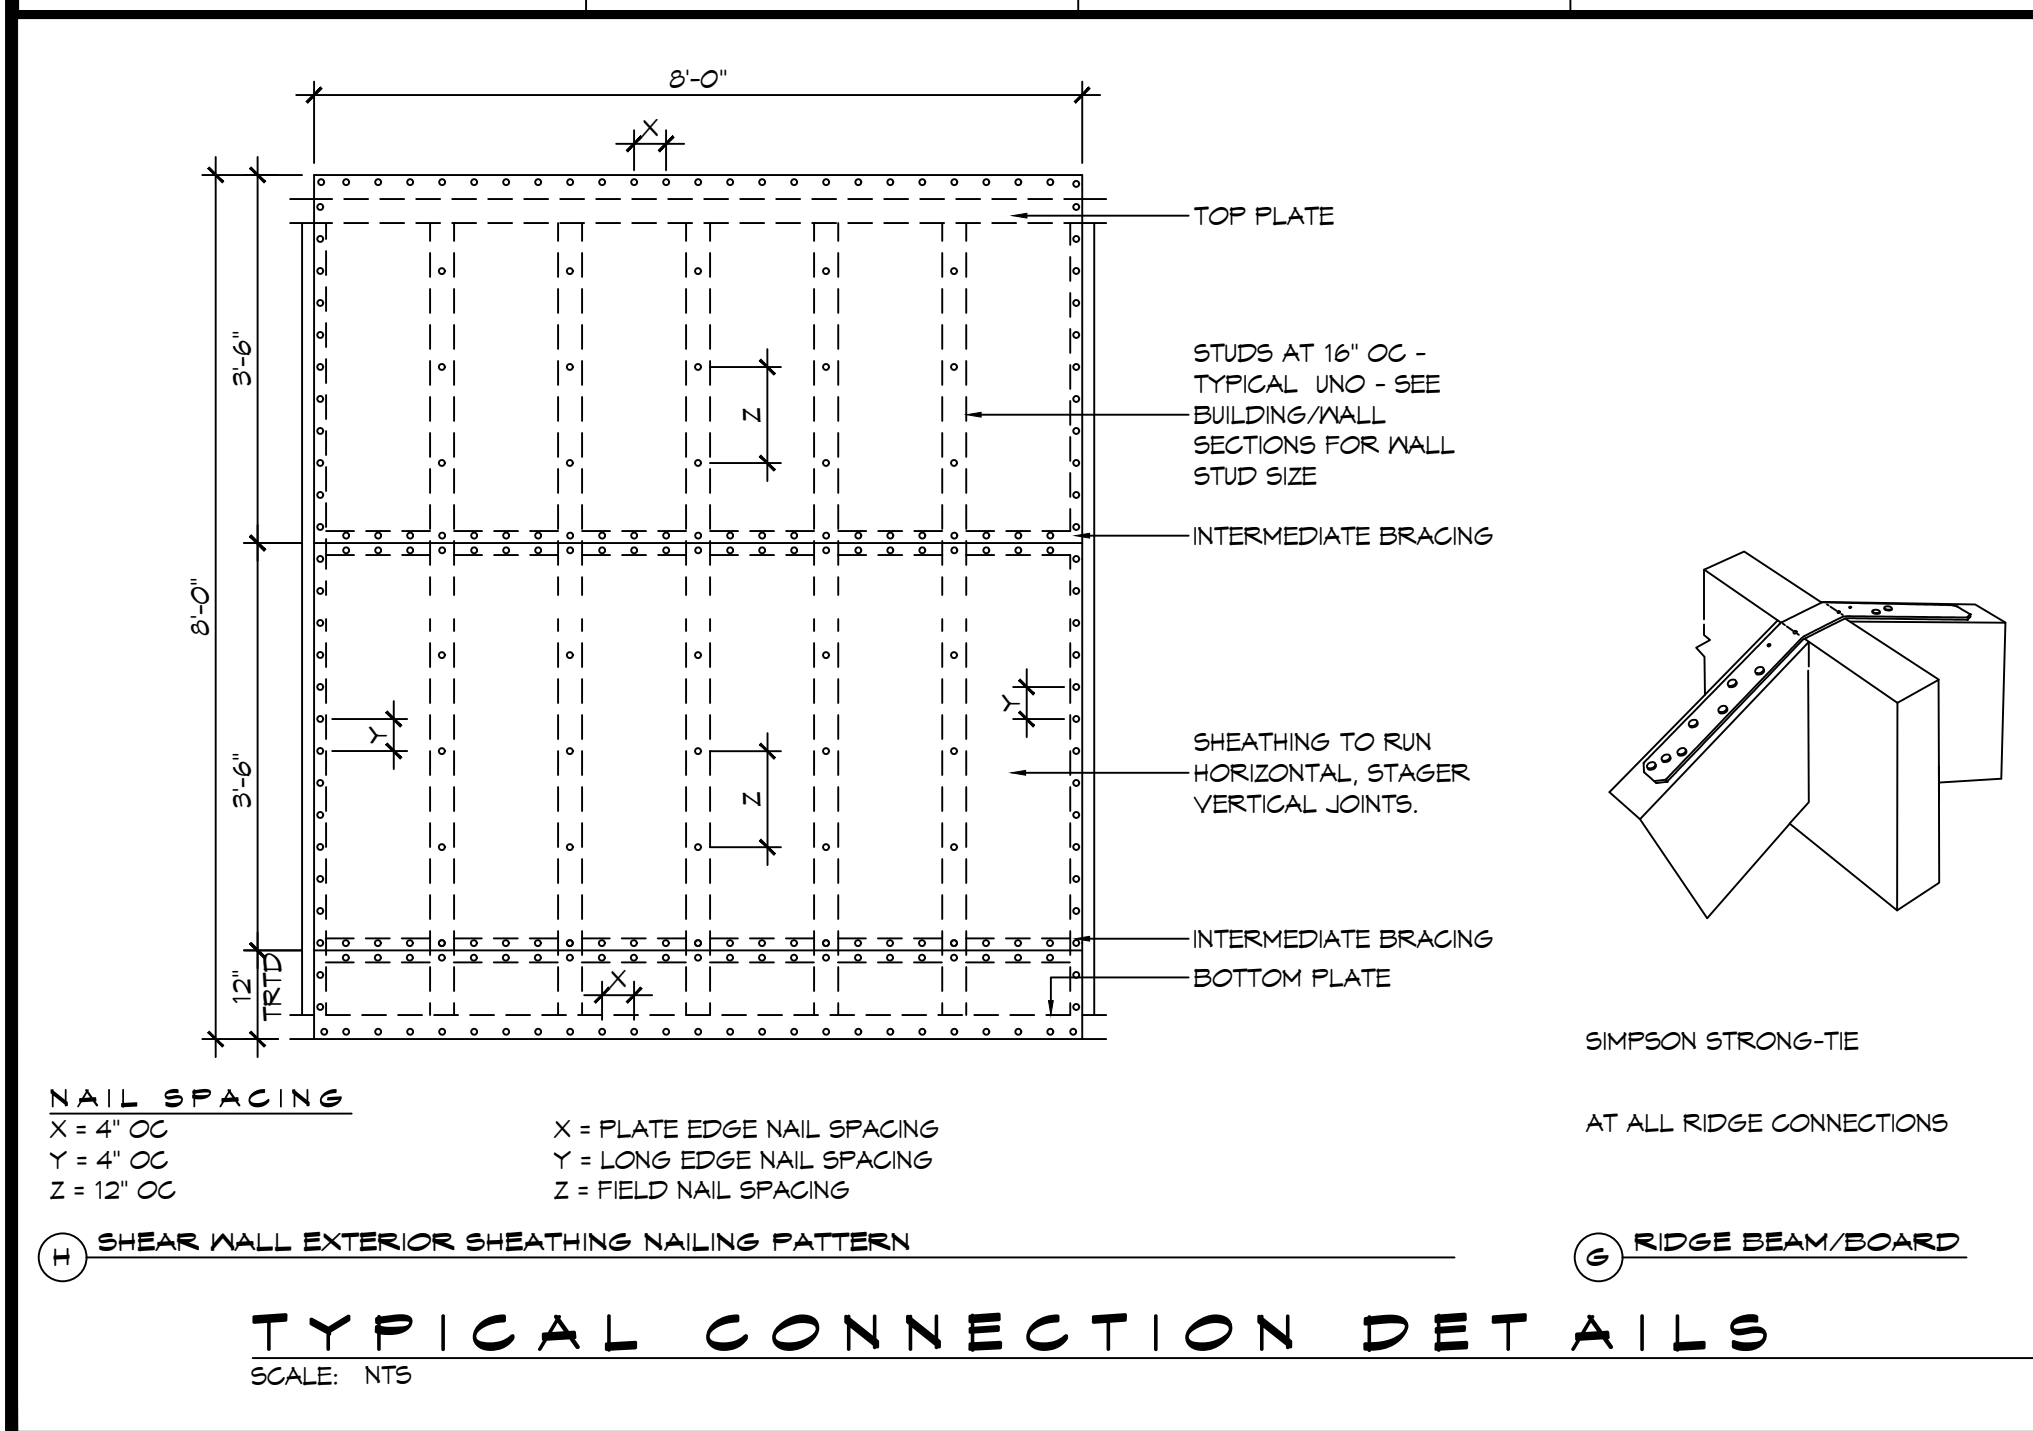 8'-0"
X
TOP PLATE
3'-6"
STUDS AT 16" OC -
TYPICAL UNO - SEE
BUILDING/WALL
SECTIONS FOR WALL
STUD SIZE
Z
INTERMEDIATE BRACING
8'-0"
Y
Y
SHEATHING TO RUN
HORIZONTAL, STAGER
VERTICAL JOINTS.
3'-6"
Z
INTERMEDIATE BRACING
12"
TRTD
X
BOTTOM PLATE
NAIL SPACING
X = 4" OC
Y = 4" OC
Z = 12" OC
X = PLATE EDGE NAIL SPACING
Y = LONG EDGE NAIL SPACING
Z = FIELD NAIL SPACING
H SHEAR WALL EXTERIOR SHEATHING NAILING PATTERN
SIMPSON STRONG-TIE
AT ALL RIDGE CONNECTIONS
G RIDGE BEAM/BOARD
TYPICAL CONNECTION DETAILS
SCALE: NTS